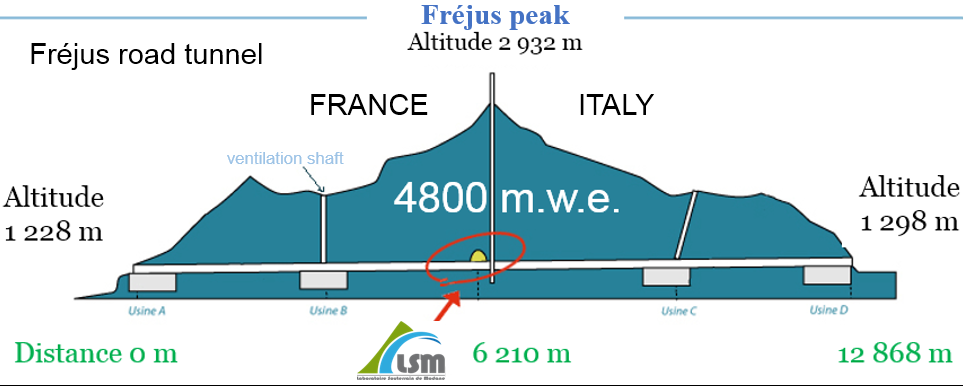 Fréjus peak
Altitude 2 932 m
Fréjus road tunnel
FRANCE
ITALY
ventilation shaft
4800 m.w.e.
Altitude
1 228 m
Altitude
1 298 m
Usine A
Usine B
Usine C
Usine D
Distance 0 m
LSM
Laboratoire Souterrain de Modane
6 210 m
12 868 m